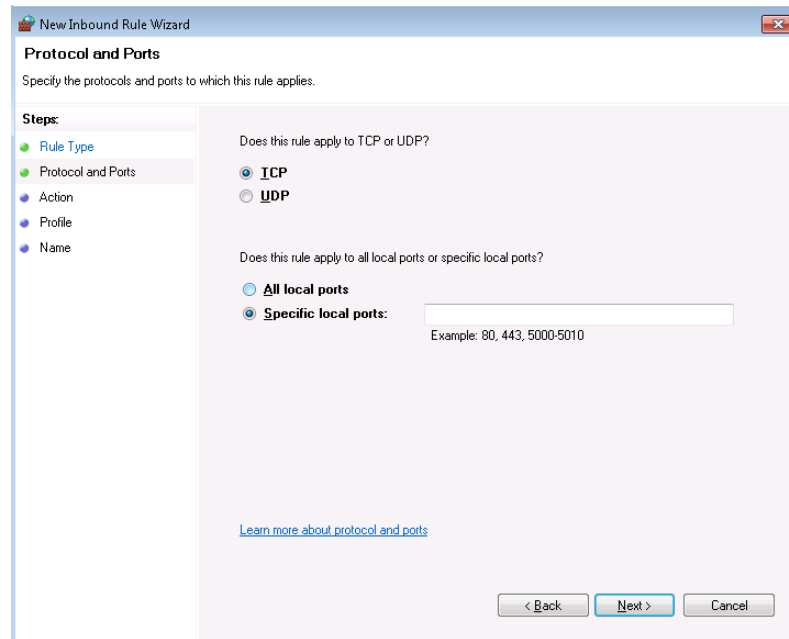 New Inbound Rule Wizard
Protocol and Ports
Specify the protocols and ports to which this rule applies.
Steps:
Rule Type
Protocol and Ports
Action
Profile
Name
Does this rule apply to TCP or UDP?
TCP
UDP
Does this rule apply to all local ports or specific local ports?
All local ports
Specific local ports:
Example: 80, 443, 5000-5010
Learn more about protocol and ports
< Back Next > Cancel